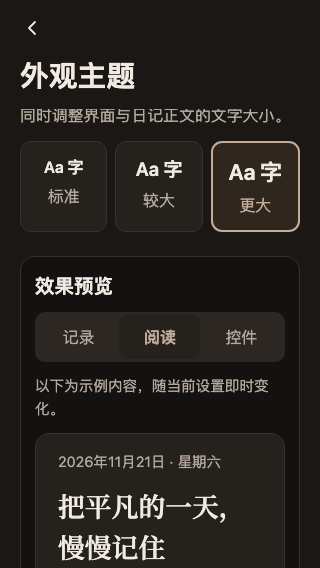 外观主题
同时调整界面与日记正文的文字大小。
Aa 字 Aa 字 Aa 字
标准 较大 更大
效果预览
记录 阅读 控件
以下为示例内容，随当前设置即时变
化。
2026年11月21日 · 星期六
把平凡的一天，
慢慢记住